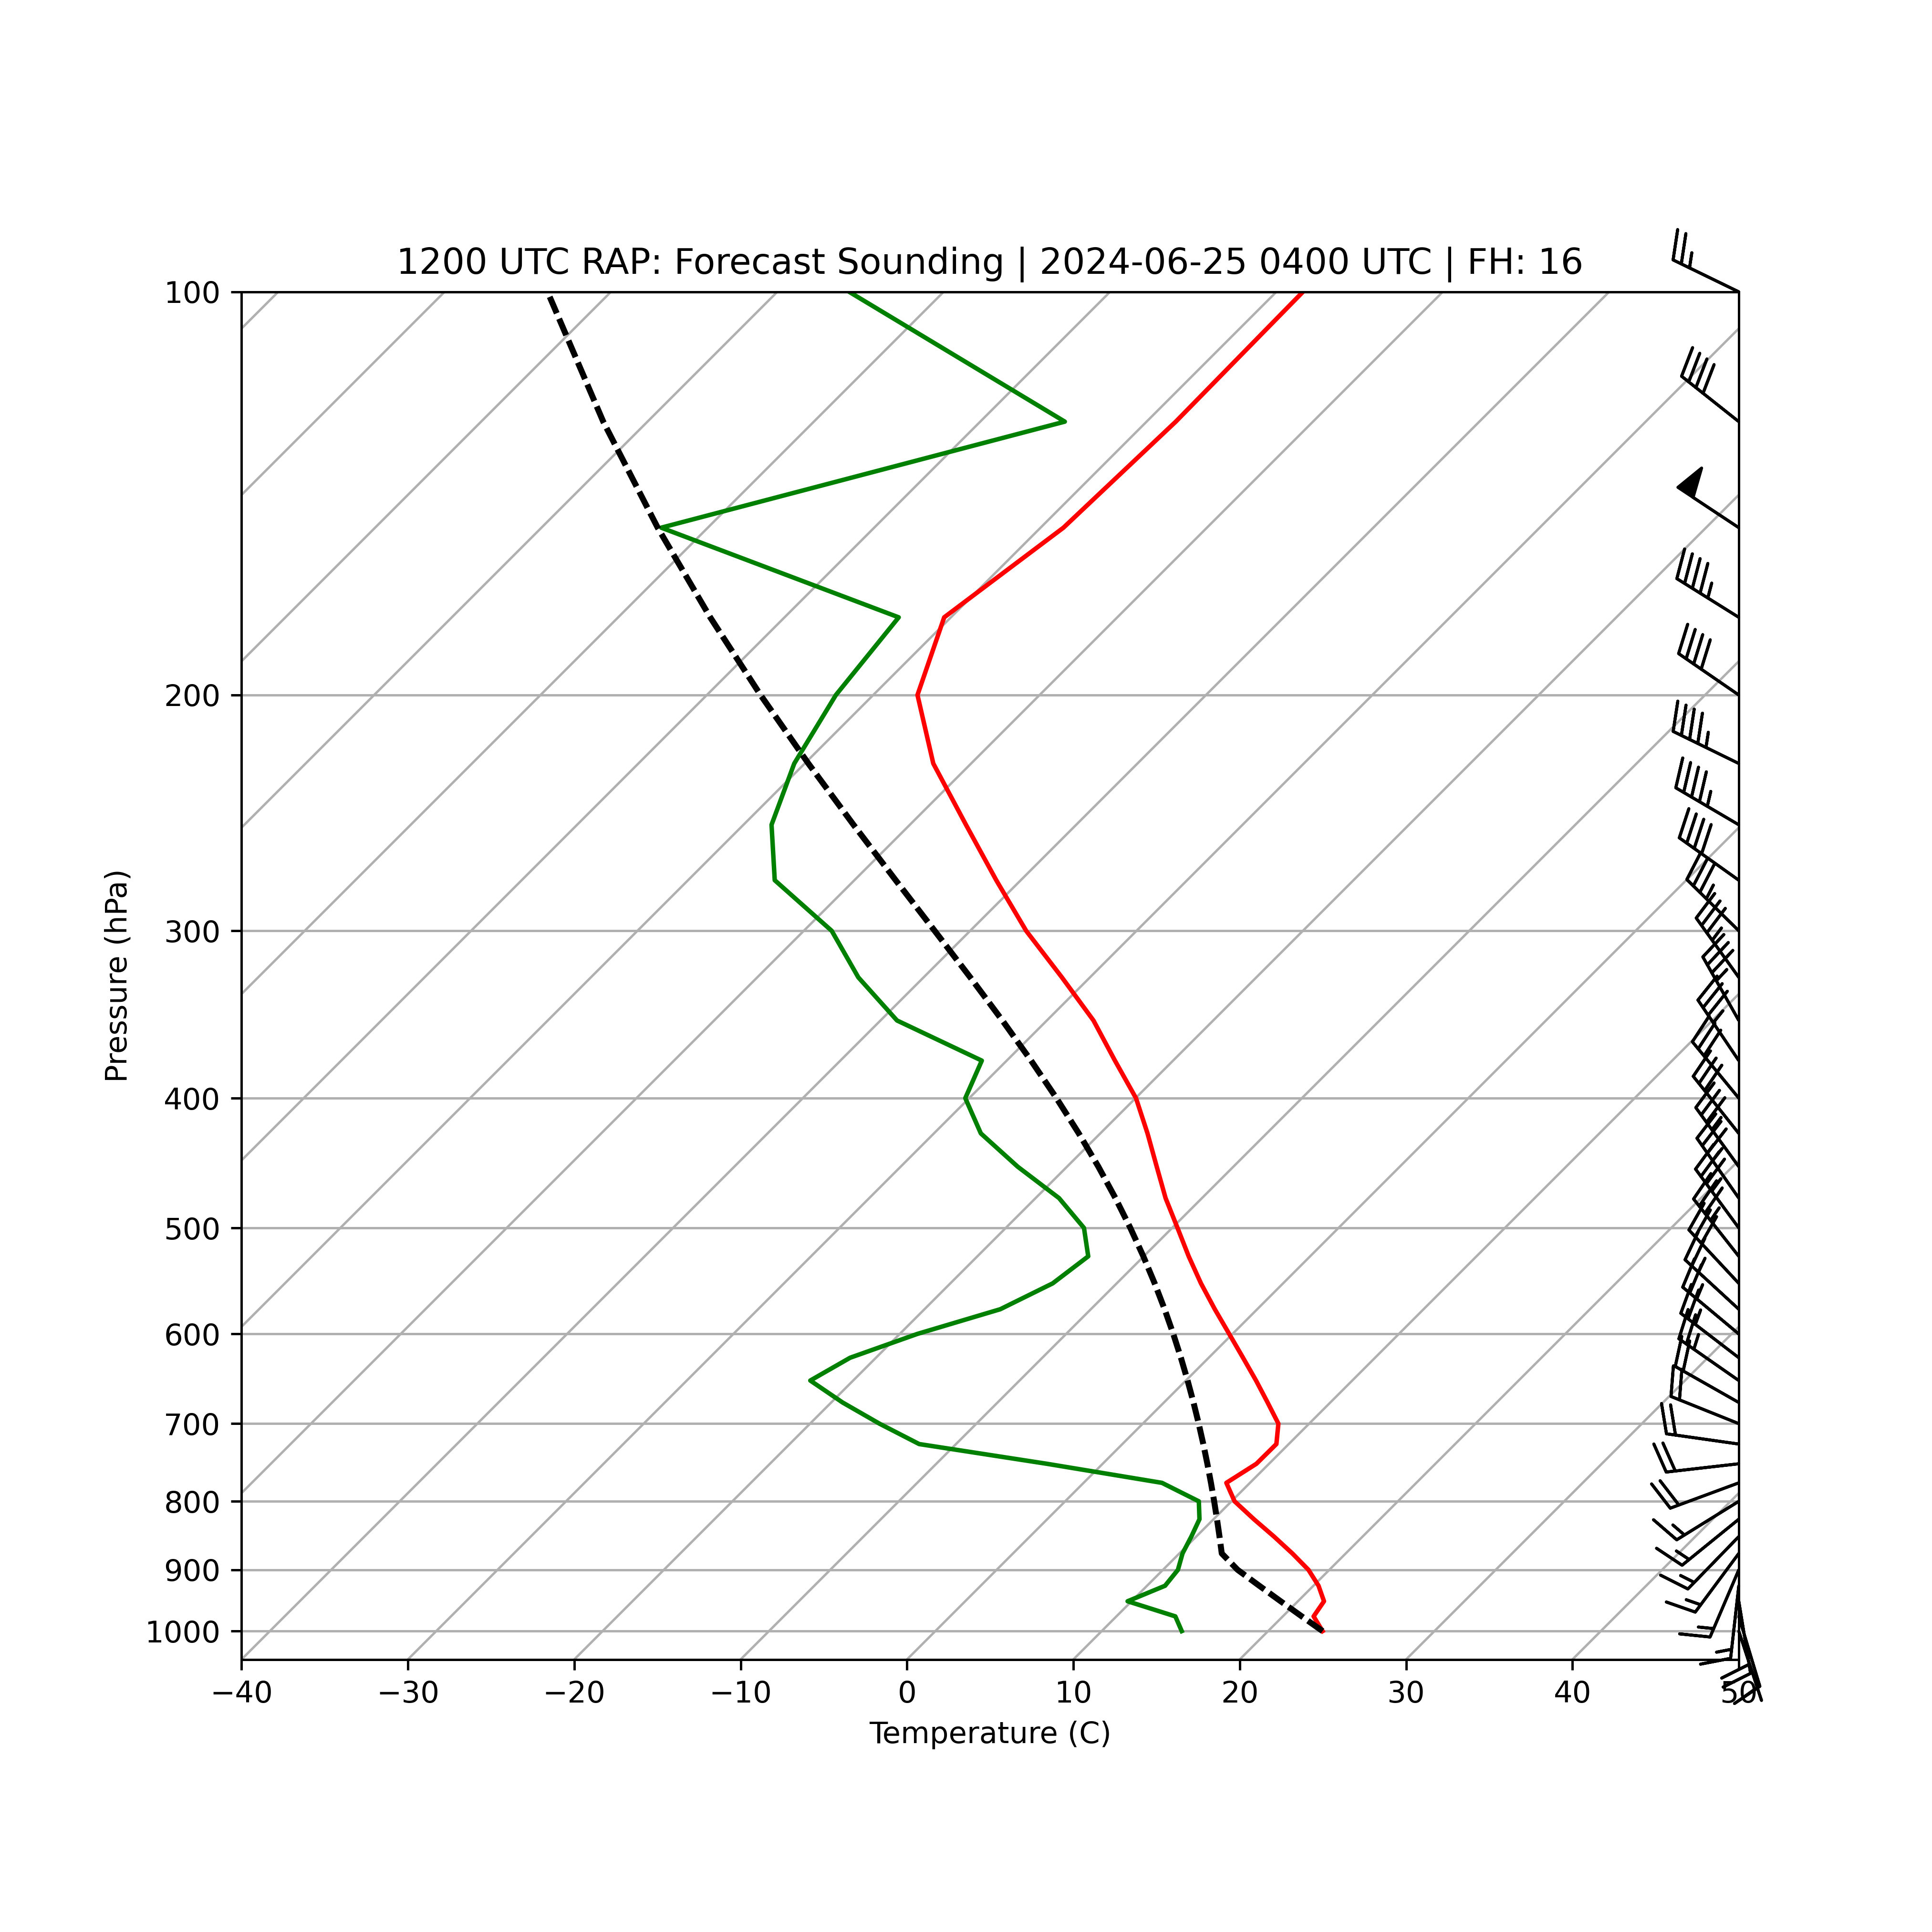 1200 UTC RAP: Forecast Sounding | 2024-06-25 0400 UTC | FH: 16
100
200
300
400
500
600
700
800
900
1000
Pressure (hPa)
−40 −30 −20 −10 0 10 20 30 40 50
Temperature (C)